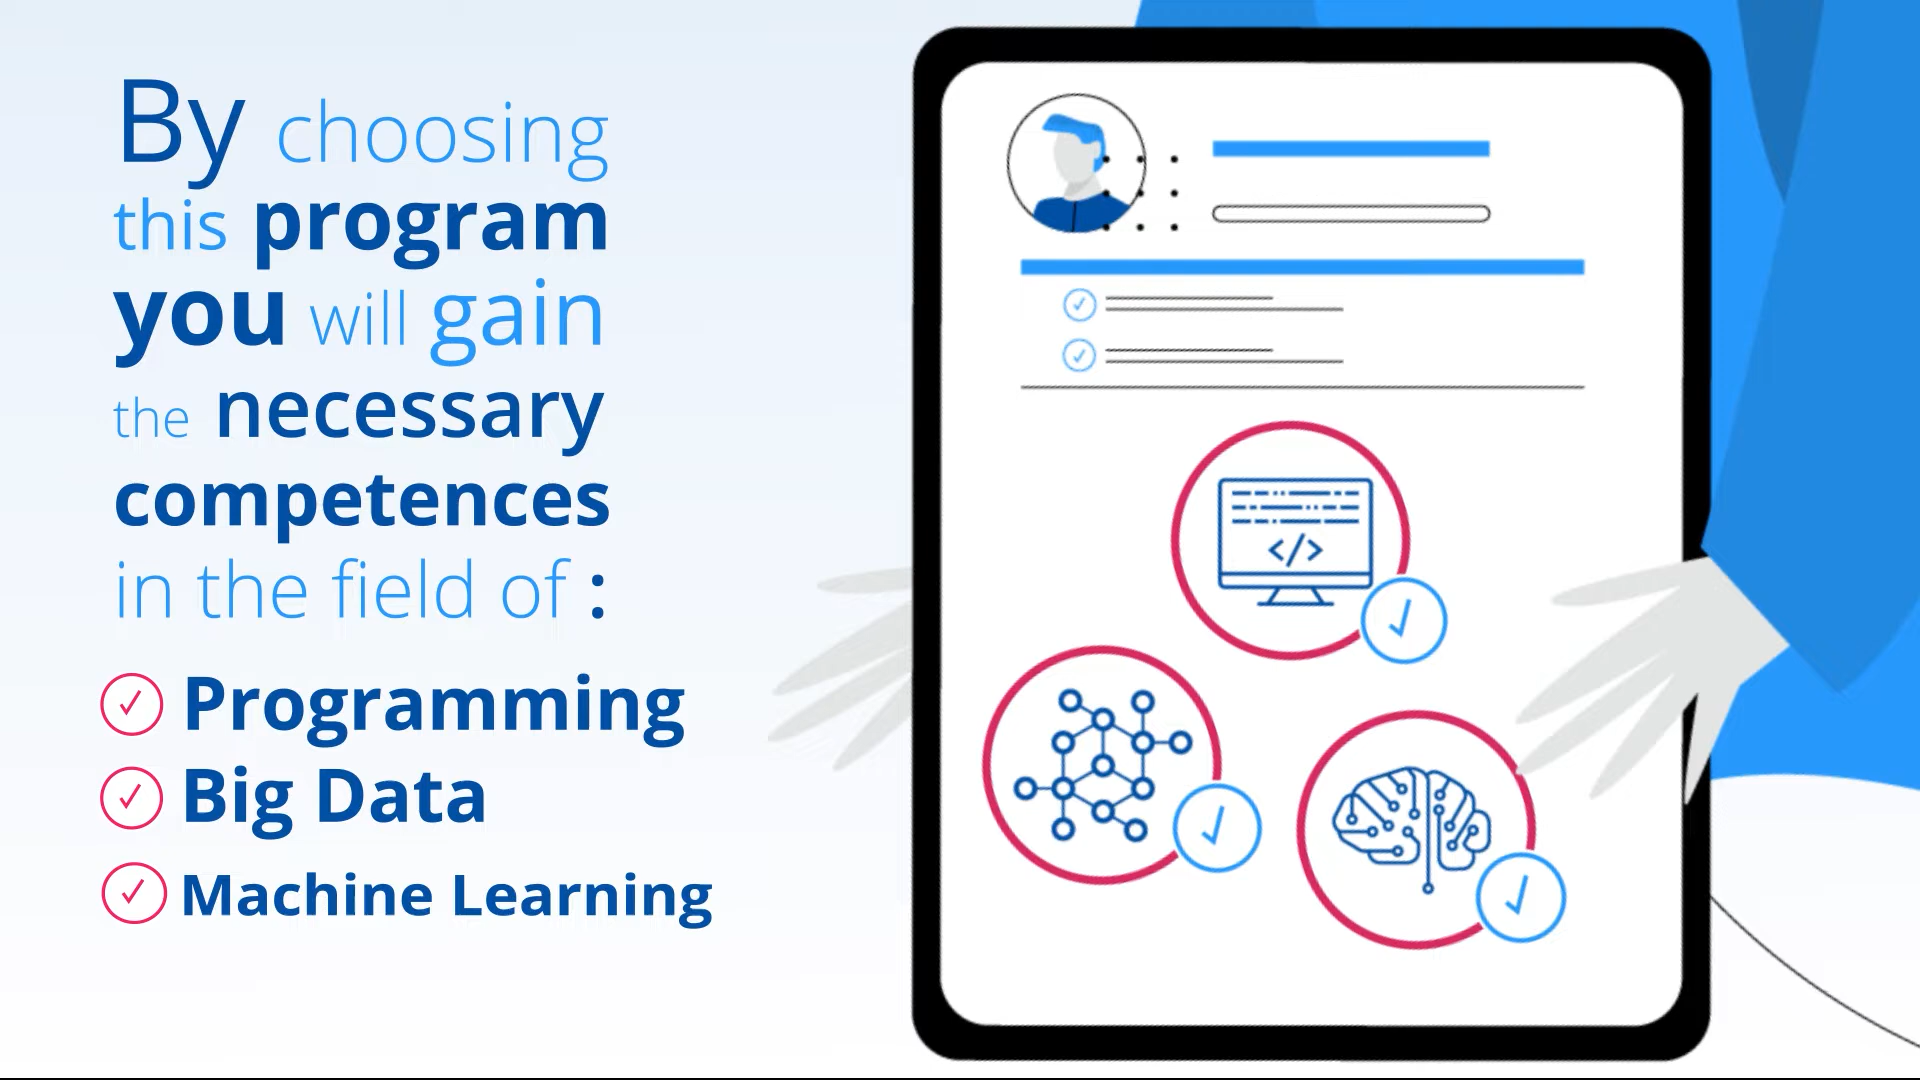 By choosing
this program
you will gain
the necessary
competences
in the field of :
Programming
Big Data
Machine Learning
</>